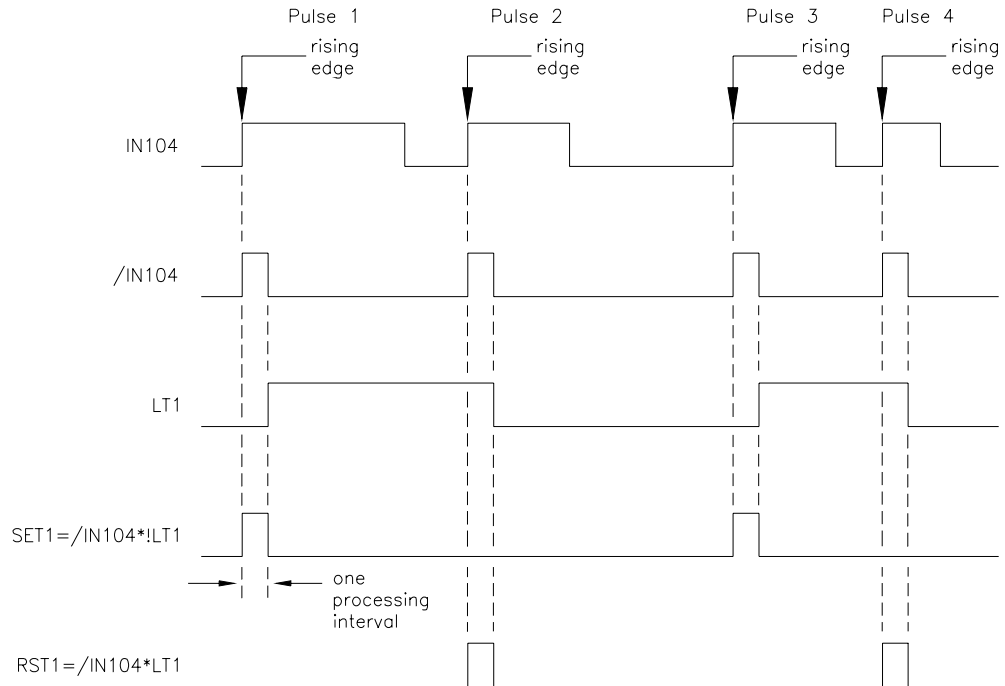 Pulse 1
Pulse 2
Pulse 3
Pulse 4
rising
edge
rising
edge
rising
edge
rising
edge
IN104
/IN104
LT1
SET1=/IN104*!LT1
one
processing
interval
RST1=/IN104*LT1